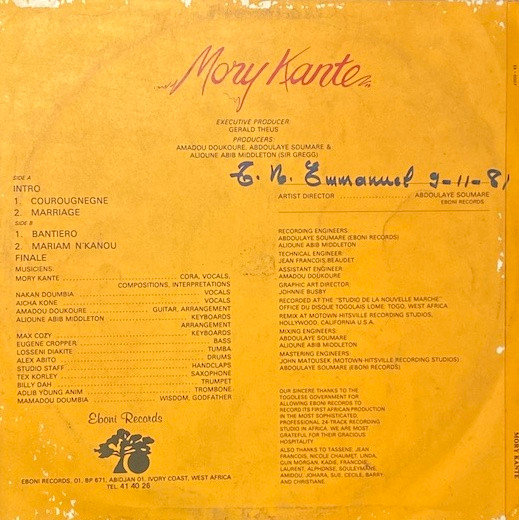 Mory Kante
EXECUTIVE PRODUCER:
GERALD THEUS
PRODUCERS:
AMADOU DOUKOURE, ABDOULAYE SOUMARE &
ALIOUNE ABIB MIDDLETON (SIR GREGG)
T. N. Emmanuel 9-11-81
SIDE A
INTRO
1. COUROUGNEGNE
2. MARRIAGE
SIDE B
1. BANTIERO
2. MARIAM N'KANOU
FINALE
MUSICIENS:
MORY KANTE ........ CORA, VOCALS,
COMPOSITIONS, INTERPRETATIONS
NAKAN DOUMBIA ........ VOCALS
AICHA KONE ........ VOCALS
AMADOU DOUKOURE ........ GUITAR, ARRANGEMENT
ALIOUNE ABIB MIDDLETON ........ KEYBOARDS
ARRANGEMENT
MAX COZY ........ KEYBOARDS
EUGENE CROPPER ........ BASS
LOSSENI DIAKITE ........ TUMBA
ALEX ABITO ........ DRUMS
STUDIO STAFF ........ HANDCLAPS
TEX KORLEY ........ SAXOPHONE
BILLY DAH ........ TRUMPET
ADLIB YOUNG ANIM ........ TROMBONE
MAMADOU DOUMBIA ........ WISDOM, GODFATHER
Eboni Records
EBONI RECORDS, 01, BP 671, ABIDJAN 01, IVORY COAST, WEST AFRICA
TEL. 41 40 26
ARTIST DIRECTOR ........ ABDOULAYE SOUMARE
EBONI RECORDS
RECORDING ENGINEERS:
ABDOULAYE SOUMARE (EBONI RECORDS)
ALIOUNE ABIB MIDDLETON
TECHNICAL ENGINEER:
JEAN FRANCOIS BEAUDET
ASSISTANT ENGINEER
AMADOU DOUKOURE
GRAPHIC ART DIRECTOR
JOHNNIE BUSBY
RECORDED AT THE "STUDIO DE LA NOUVELLE MARCHE"
OFFICE DU DISQUE TOGOLAIS LOME: TOGO, WEST AFRICA
REMIX AT MOTOWN HITSVILLE RECORDING STUDIOS,
HOLLYWOOD, CALIFORNIA U.S.A.
MIXING ENGINEERS:
ABDOULAYE SOUMARE
ALIOUNE ABIB MIDDLETON
MASTERING ENGINEERS:
JOHN MATOUSEK (MOTOWN-HITSVILLE RECORDING STUDIOS)
ABDOULAYE SOUMARE (EBONI RECORDS)
OUR SINCERE THANKS TO THE
TOGOLESE GOVERNMENT FOR
ALLOWING EBONI RECORDS TO
RECORD ITS FIRST AFRICAN PRODUCTION
IN THE MOST SOPHISTICATED,
PROFESSIONAL 24-TRACK RECORDING
STUDIO IN AFRICA. WE ARE MOST
GRATEFUL FOR THEIR GRACIOUS
HOSPITALITY.
ALSO THANKS TO TASSENE, JEAN
FRANCOIS, NICOLE CHAUMET, LINDA,
GUN MORGAN, KADIE, FRANCOIS,
LAURENT, ALPHONSE, SOULEYMANE,
AMIDOU, JOHARA, SUE, CECILE, BARRY
AND CHRISTIANE.
MORY KANTE